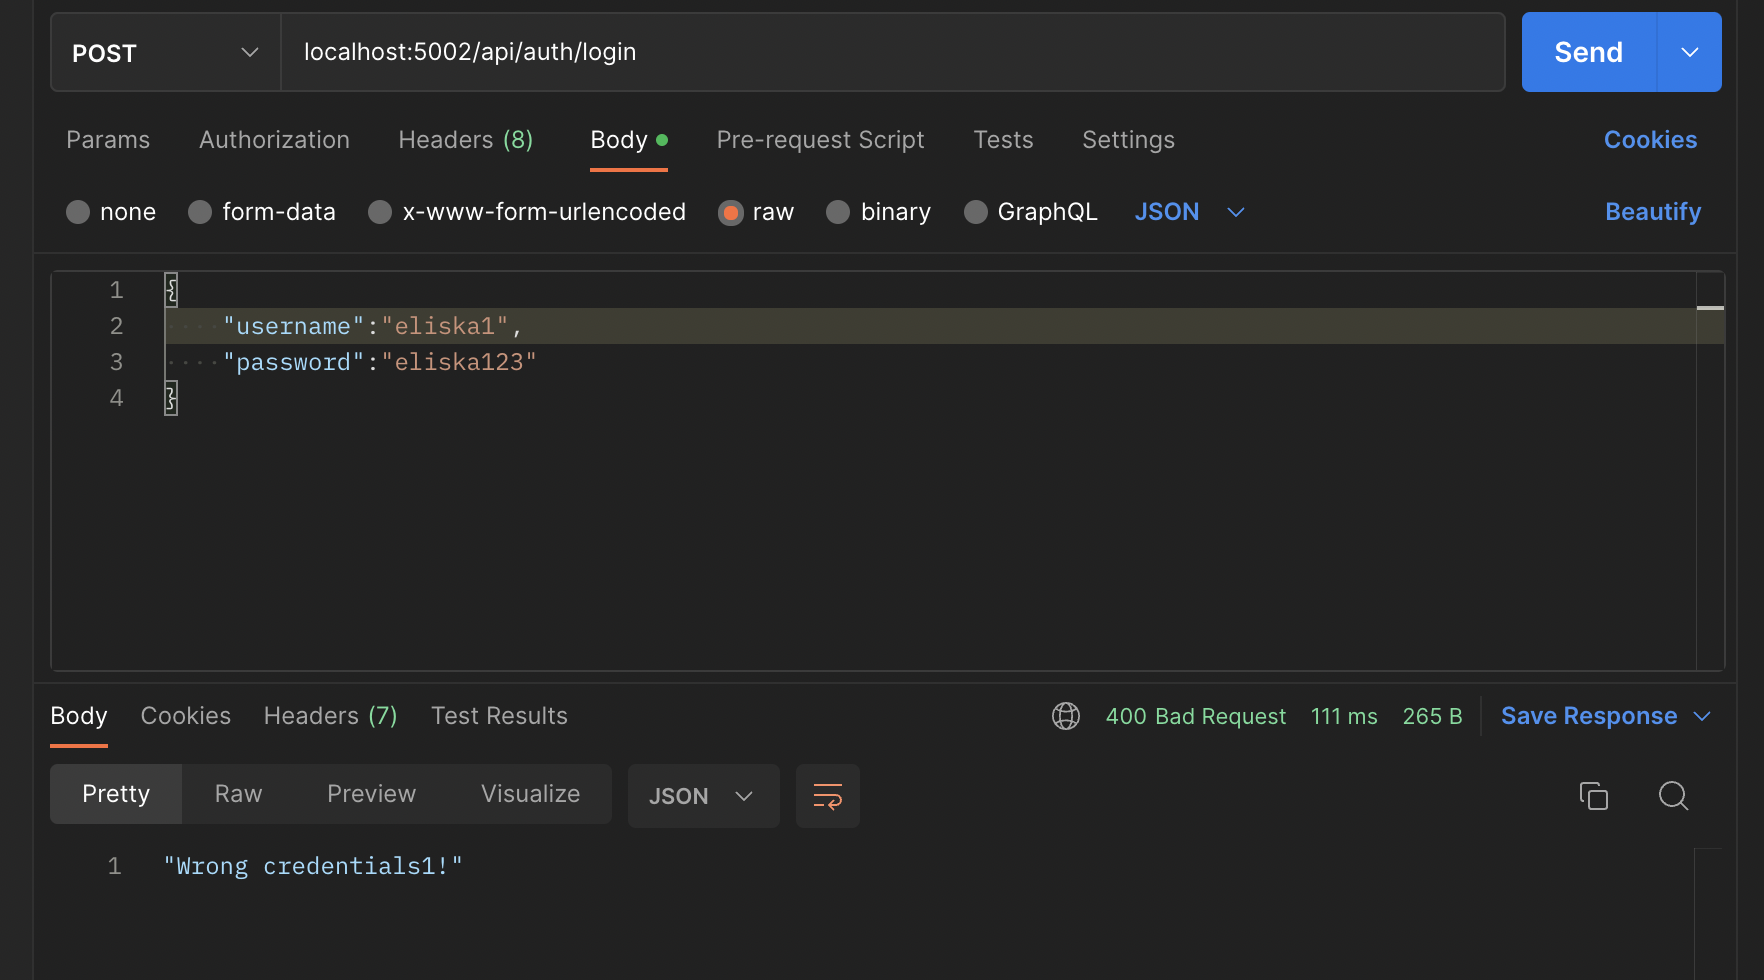 POST localhost:5002/api/auth/login Send
Params Authorization Headers (8) Body Pre-request Script Tests Settings Cookies
none form-data x-www-form-urlencoded raw binary GraphQL JSON Beautify
1 {
2 "username":"eliska1",
3 "password":"eliska123"
4 }
Body Cookies Headers (7) Test Results 400 Bad Request 111 ms 265 B Save Response
Pretty Raw Preview Visualize JSON
1 "Wrong credentials1!"